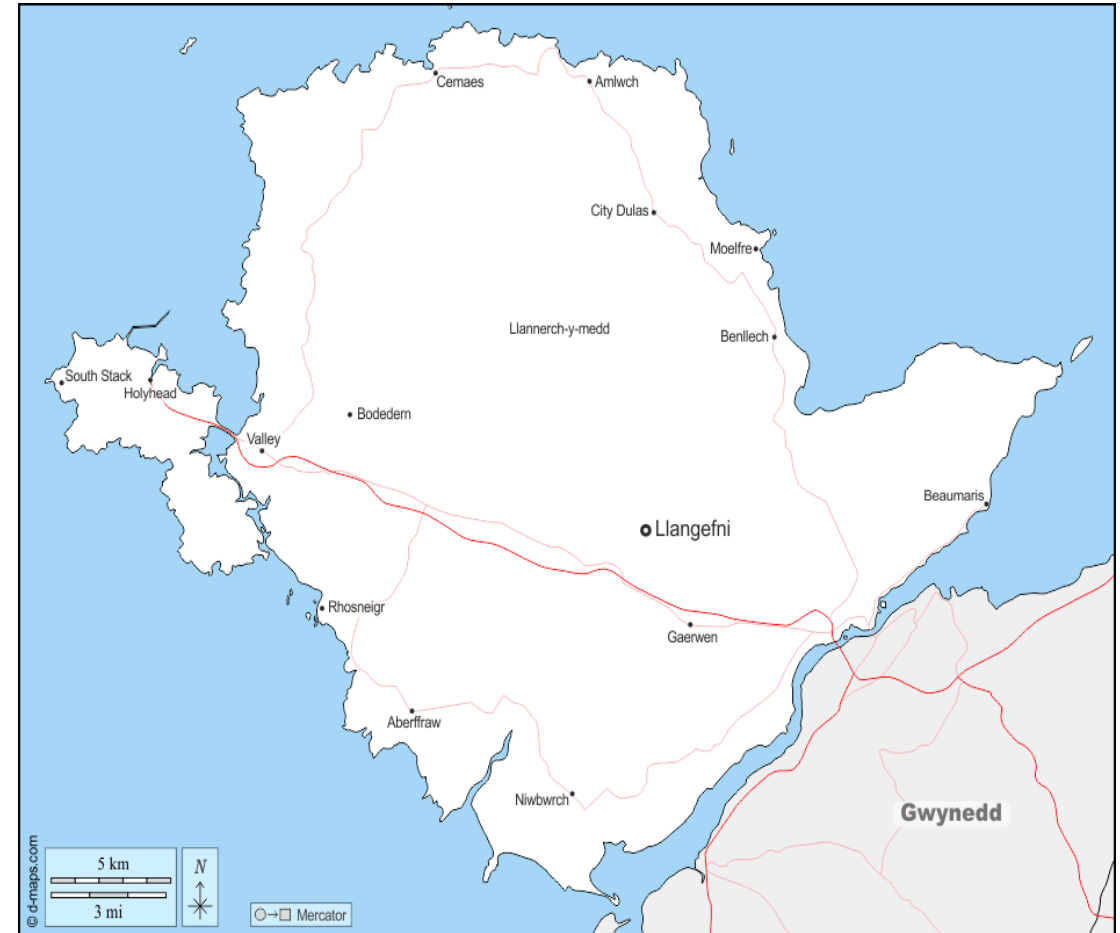 Cemaes
Amlwch
City Dulas
Moelfre
Llannerch-y-medd
Benllech
South Stack
Holyhead
Bodedern
Valley
Beaumaris
Llangefni
Rhosneigr
Gaerwen
Aberffraw
Niwbwrch
Gwynedd
5 km
3 mi
N
Mercator
© d-maps.com